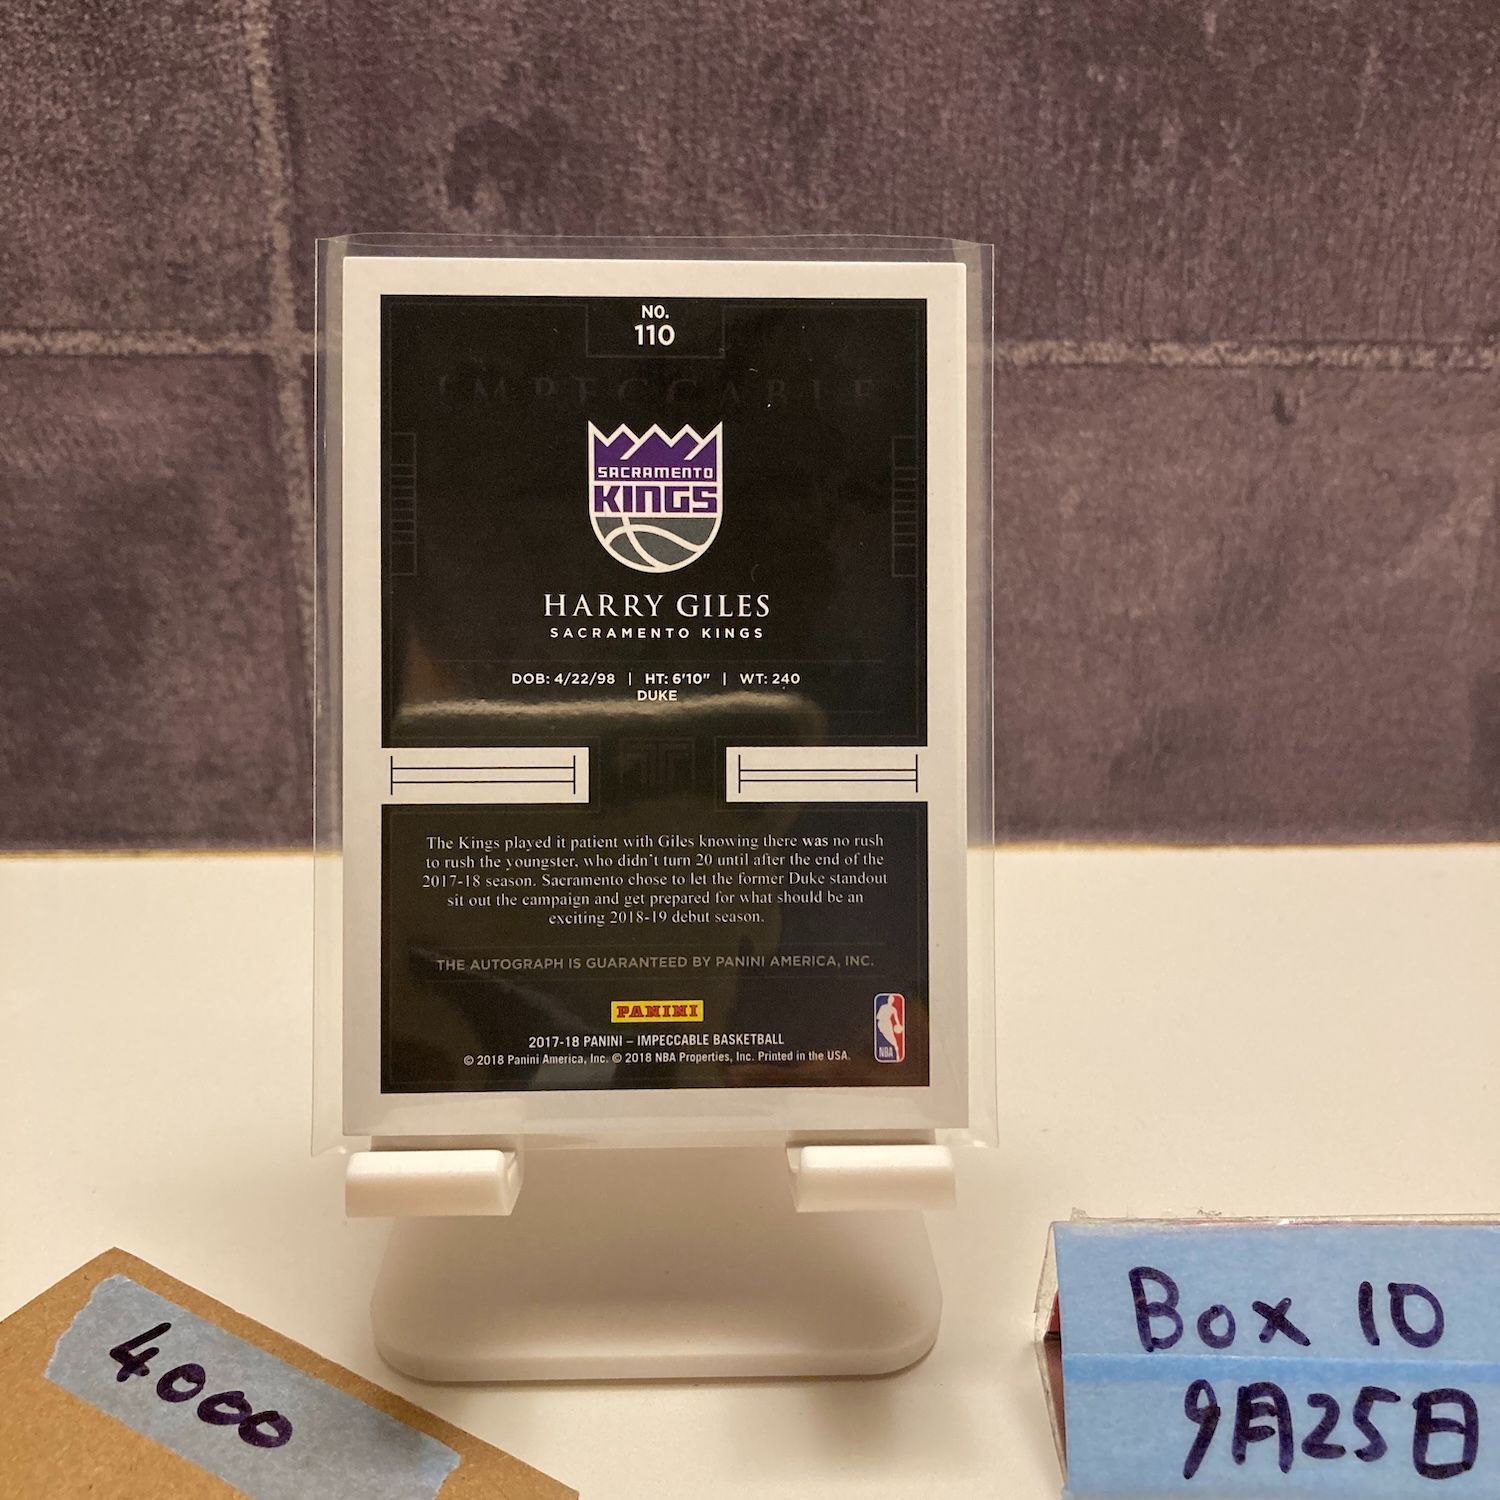 NO.
110
IMPECCABLE
SACRAMENTO
KINGS
HARRY GILES
SACRAMENTO KINGS
DOB: 4/22/98 | HT: 6'10" | WT: 240
DUKE
The Kings played it patient with Giles knowing there was no rush
to rush the youngster, who didn't turn 20 until after the end of the
2017-18 season. Sacramento chose to let the former Duke standout
sit out the campaign and get prepared for what should be an
exciting 2018-19 debut season.
THE AUTOGRAPH IS GUARANTEED BY PANINI AMERICA, INC.
PANINI
2017-18 PANINI – IMPECCABLE BASKETBALL
© 2018 Panini America, Inc. © 2018 NBA Properties, Inc. Printed in the USA.
NBA
4000
Box 10
9月25日